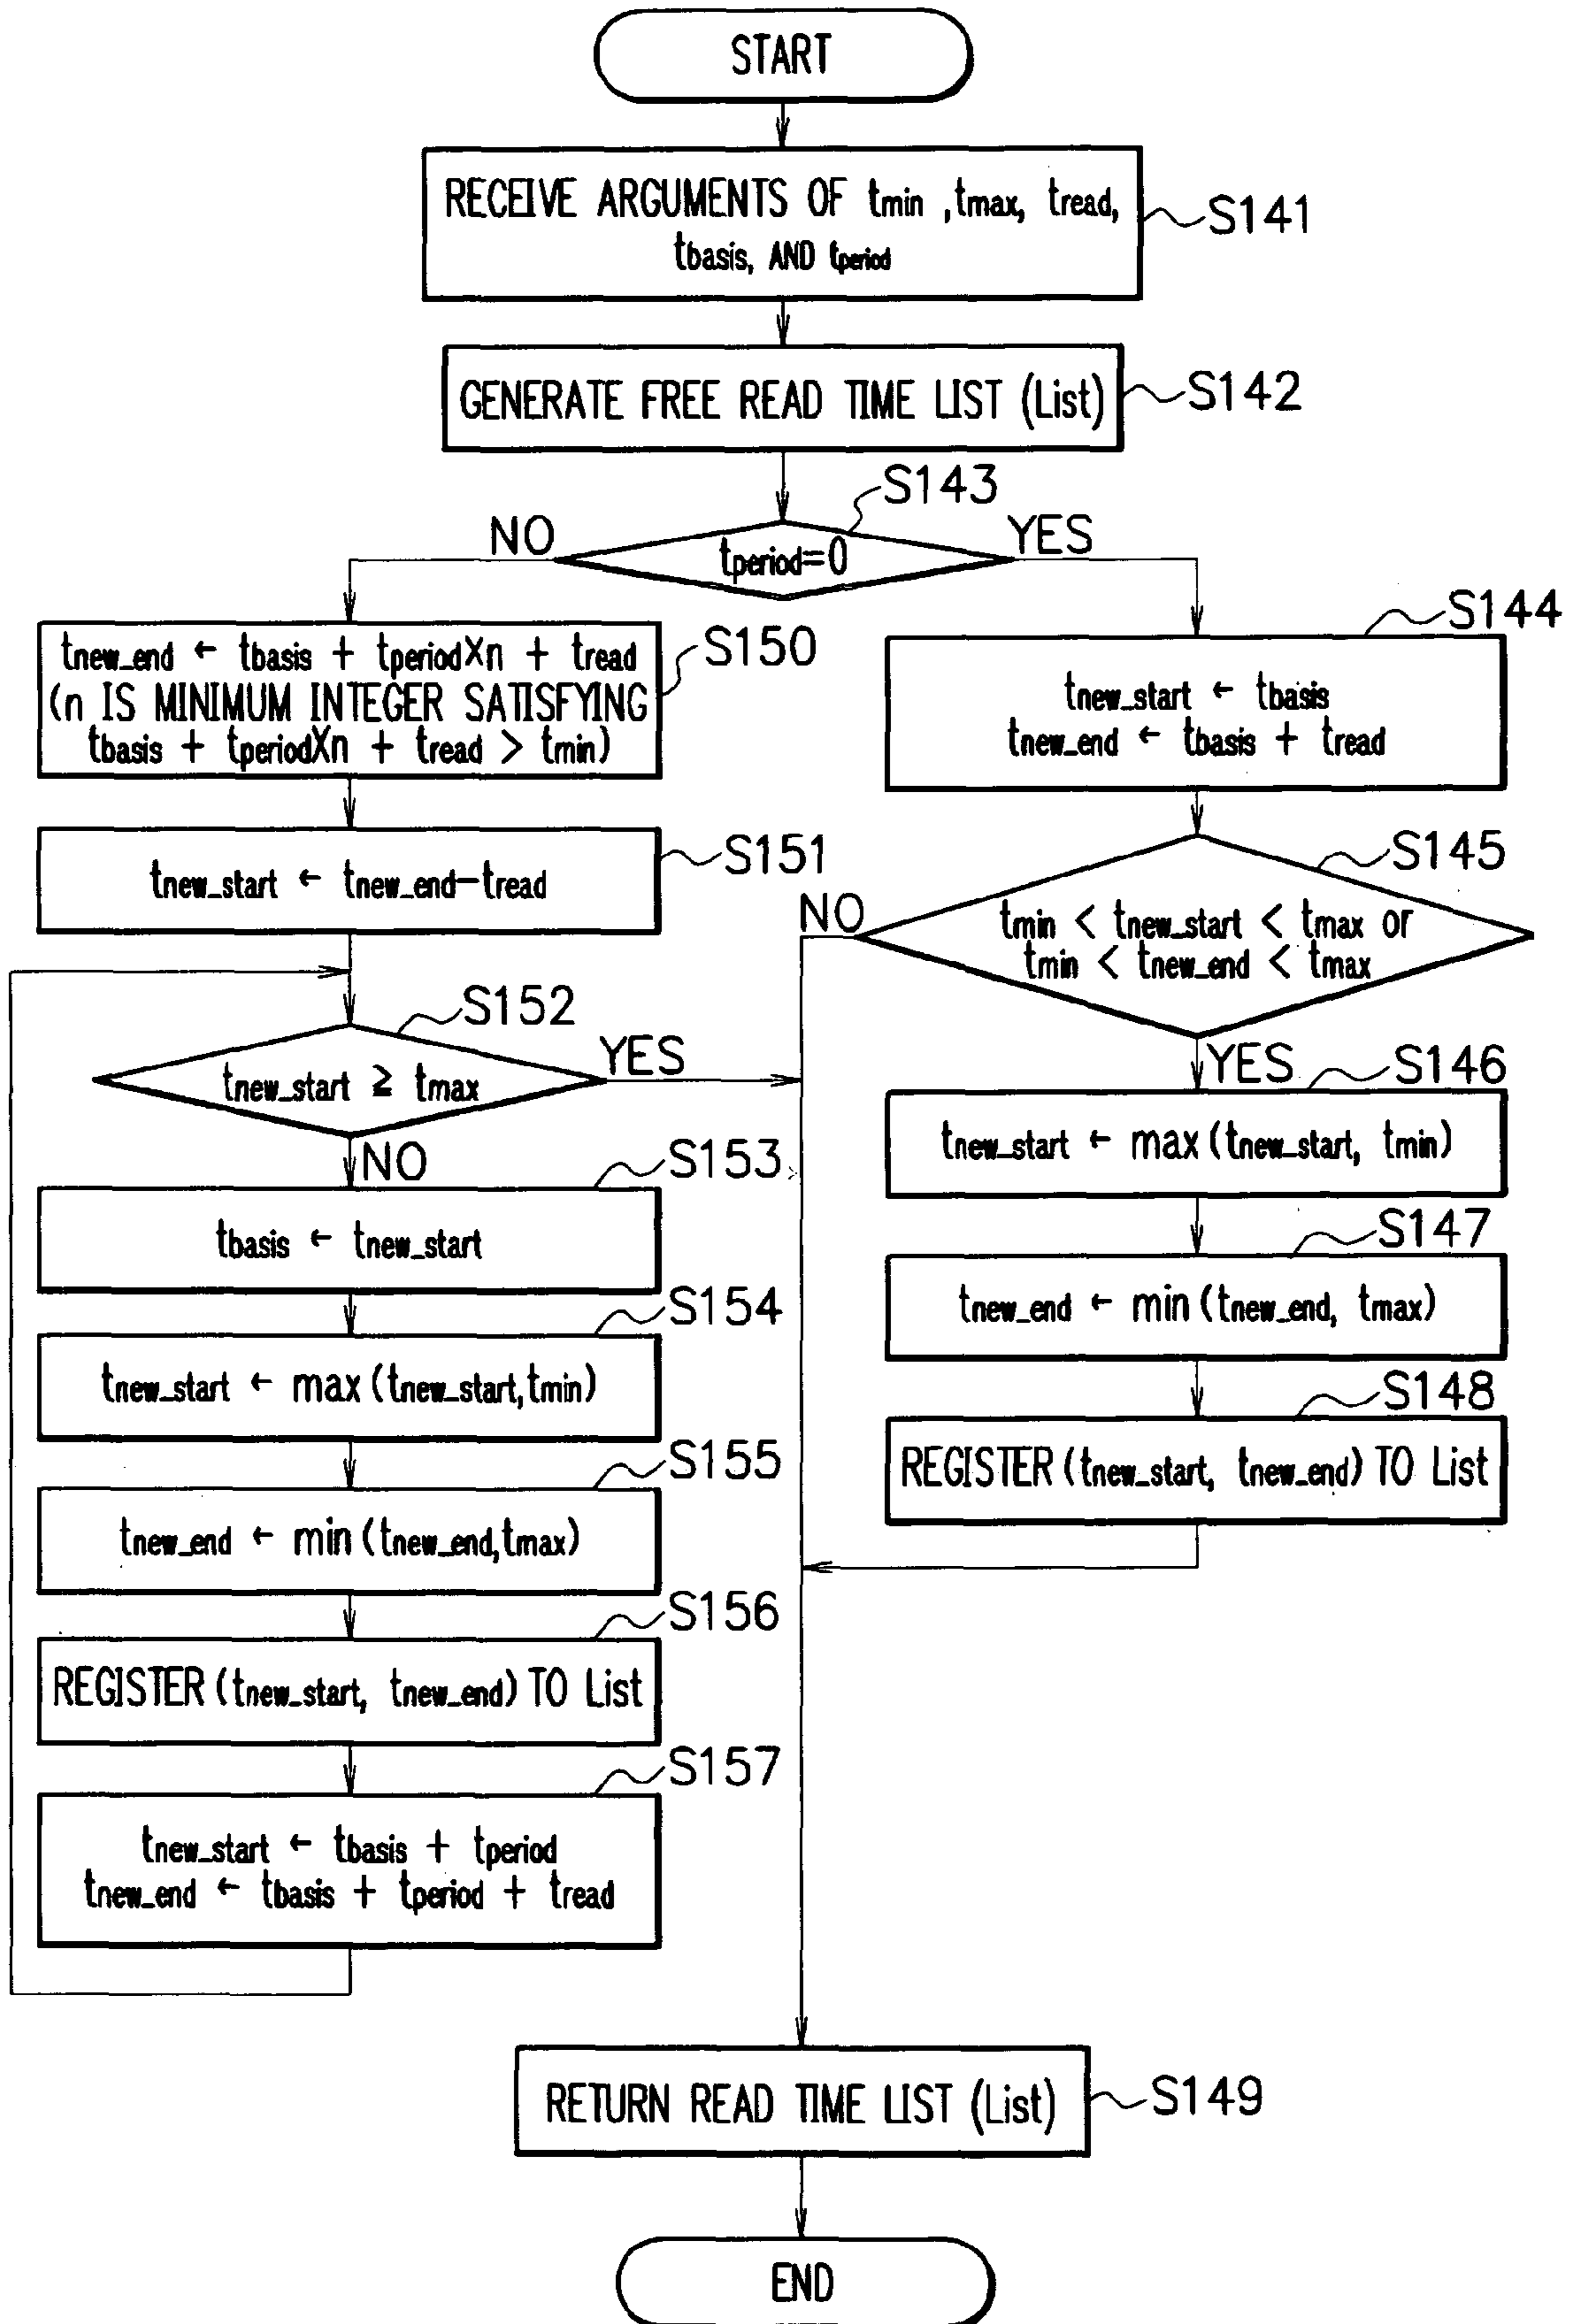 START
RECEIVE ARGUMENTS OF tmin ,tmax, tread,
tbasis, AND tperiod
S141
GENERATE FREE READ TIME LIST (List)
S142
S143
NO
tperiod=0
YES
tnew_end ← tbasis + tperiodXn + tread
(n IS MINIMUM INTEGER SATISFYING
tbasis + tperiodXn + tread > tmin)
S150
tnew_start ← tnew_end-tread
S151
S152
tnew_start ≧ tmax
YES
NO
S153
tbasis ← tnew_start
S154
tnew_start ← max (tnew_start,tmin)
S155
tnew_end ← min (tnew_end,tmax)
S156
REGISTER (tnew_start, tnew_end) TO List
S157
tnew_start ← tbasis + tperiod
tnew_end ← tbasis + tperiod + tread
S144
tnew_start ← tbasis
tnew_end ← tbasis + tread
S145
NO
tmin < tnew_start < tmax or
tmin < tnew_end < tmax
YES
S146
tnew_start ← max (tnew_start, tmin)
S147
tnew_end ← min (tnew_end, tmax)
S148
REGISTER (tnew_start, tnew_end) TO List
RETURN READ TIME LIST (List)
S149
END